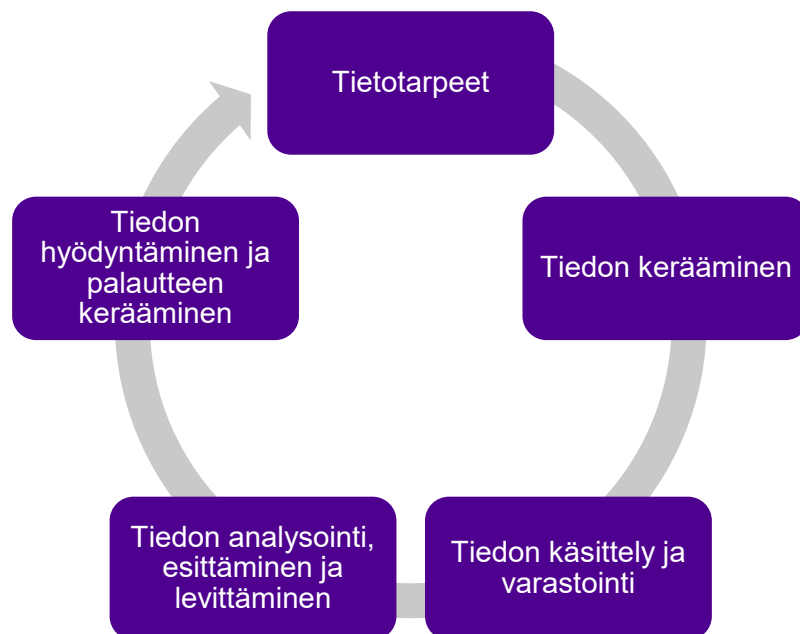 Tietotarpeet
Tiedon kerääminen
Tiedon käsittely ja
varastointi
Tiedon analysointi,
esittäminen ja
levittäminen
Tiedon
hyödyntäminen ja
palautteen
kerääminen